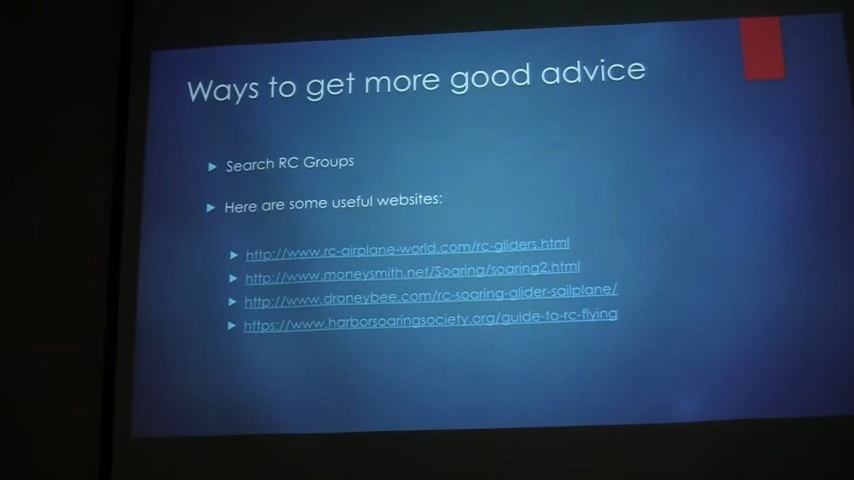 Ways to get more good advice
Search RC Groups
Here are some useful websites:
http://www.rc-airplane-world.com/rc-gliders.html
http://www.moneysmith.net/Soaring/soaring2.html
http://www.droneybee.com/rc-soaring-glider-sailplane/
https://www.harborsoaringsociety.org/guide-to-rc-flying